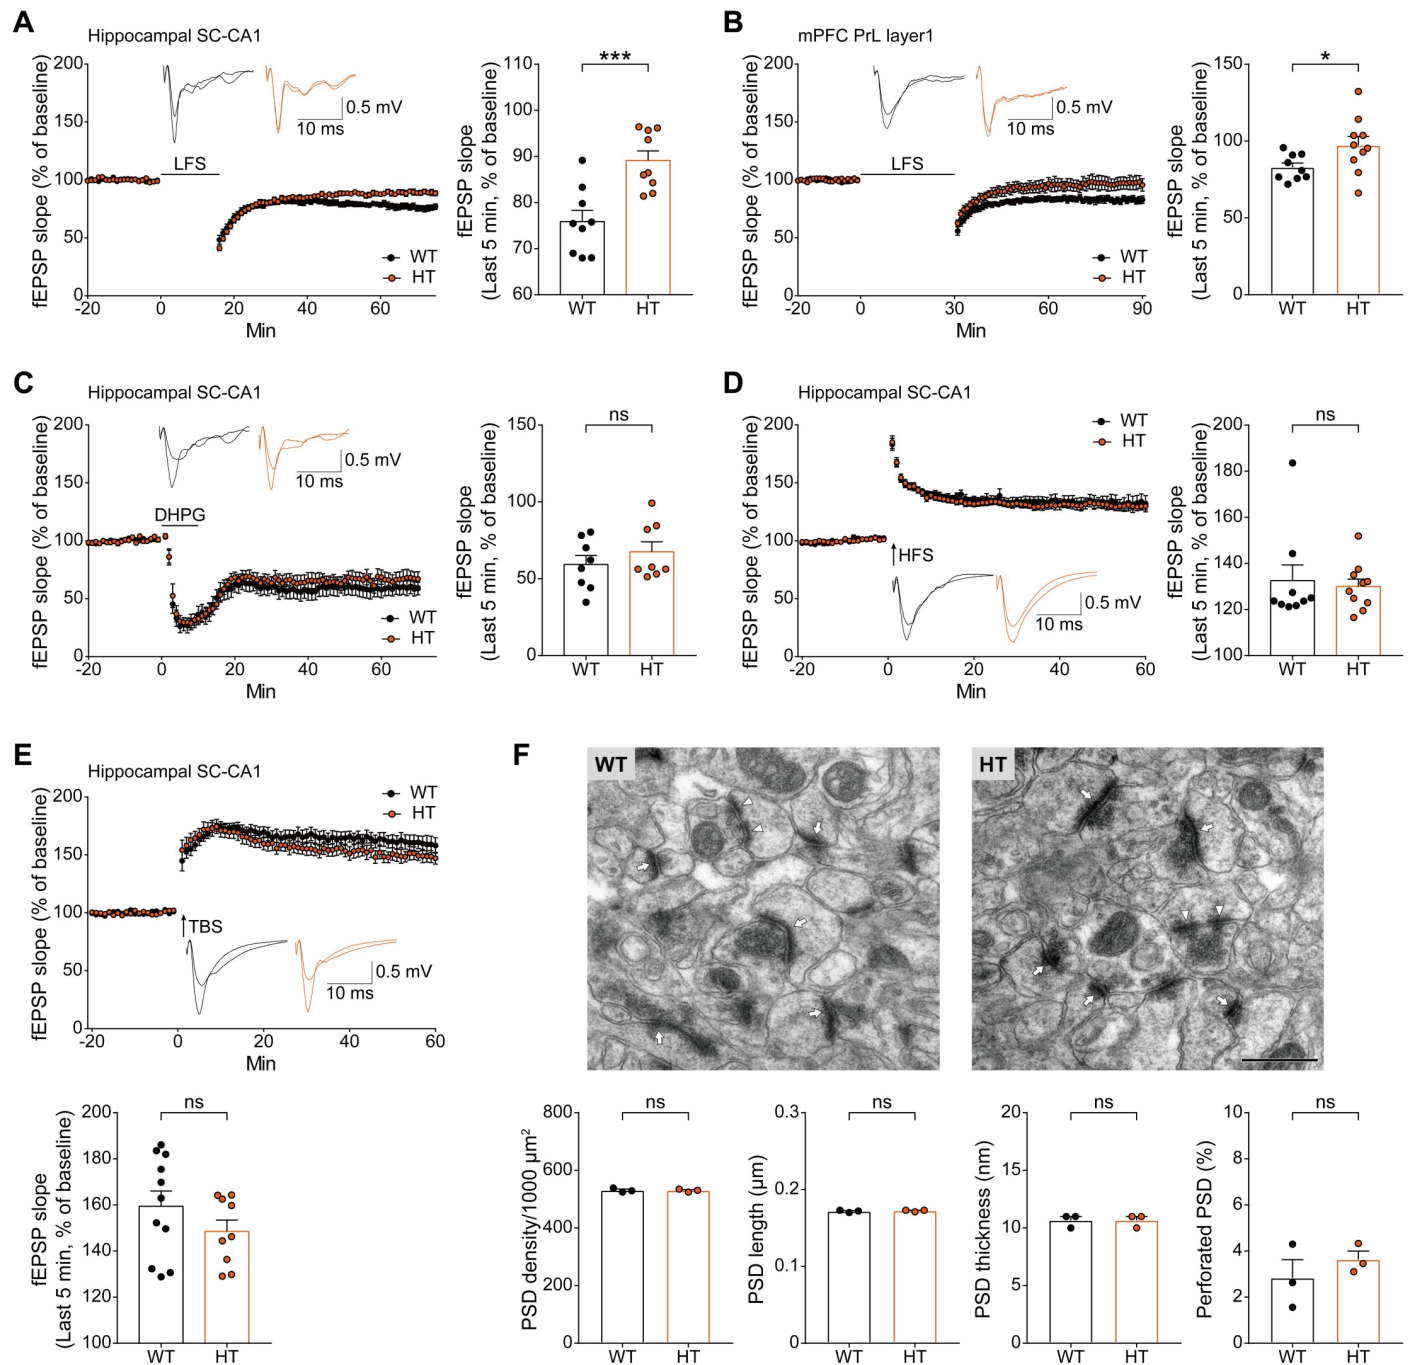 A
Hippocampal SC-CA1
fEPSP slope (% of baseline)
200
150
100
50
0
-20
0
20
40
60
Min
LFS
0.5 mV
10 ms
WT
HT
fEPSP slope
(Last 5 min, % of baseline)
110
100
90
80
70
60
***
WT
HT
B
mPFC PrL layer1
fEPSP slope (% of baseline)
200
150
100
50
0
-20
0
30
60
90
Min
LFS
0.5 mV
10 ms
WT
HT
fEPSP slope
(Last 5 min, % of baseline)
150
100
50
0
*
WT
HT
C
Hippocampal SC-CA1
fEPSP slope (% of baseline)
200
150
100
50
0
-20
0
20
40
60
Min
DHPG
0.5 mV
10 ms
WT
HT
fEPSP slope
(Last 5 min, % of baseline)
150
100
50
0
ns
WT
HT
D
Hippocampal SC-CA1
fEPSP slope (% of baseline)
200
150
100
50
0
-20
0
20
40
60
Min
HFS
0.5 mV
10 ms
WT
HT
fEPSP slope
(Last 5 min, % of baseline)
200
180
160
140
120
100
ns
WT
HT
E
Hippocampal SC-CA1
fEPSP slope (% of baseline)
200
150
100
50
0
-20
0
20
40
60
Min
TBS
0.5 mV
10 ms
WT
HT
fEPSP slope
(Last 5 min, % of baseline)
200
180
160
140
120
100
ns
WT
HT
F
WT
HT
PSD density/1000 µm²
800
600
400
200
0
ns
WT
HT
PSD length (µm)
0.3
0.2
0.1
0
ns
WT
HT
PSD thickness (nm)
20
15
10
5
0
ns
WT
HT
Perforated PSD (%)
10
8
6
4
2
0
ns
WT
HT